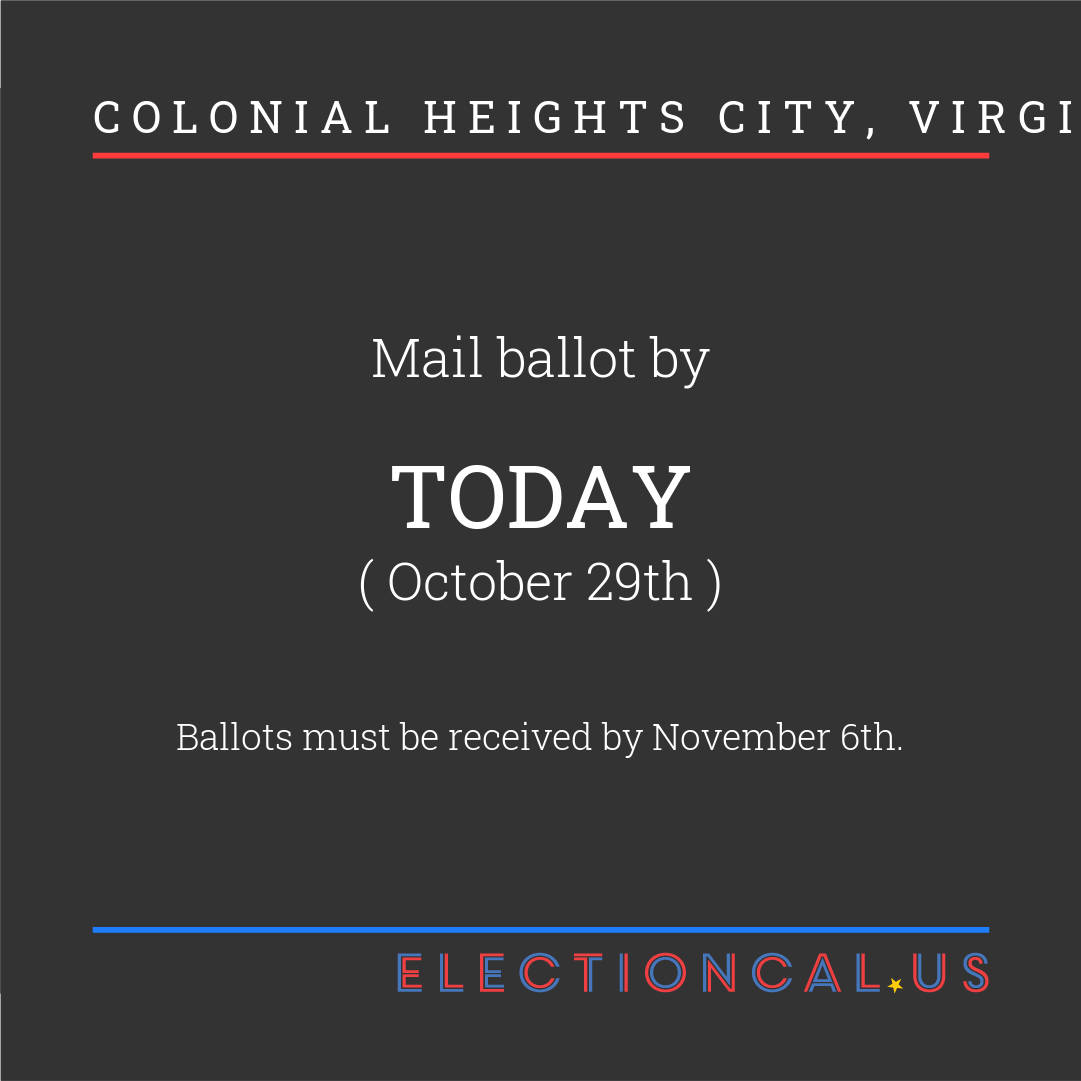 COLONIAL HEIGHTS CITY, VIRGI
Mail ballot by
TODAY
( October 29th )
Ballots must be received by November 6th.
ELECTIONCAL.US